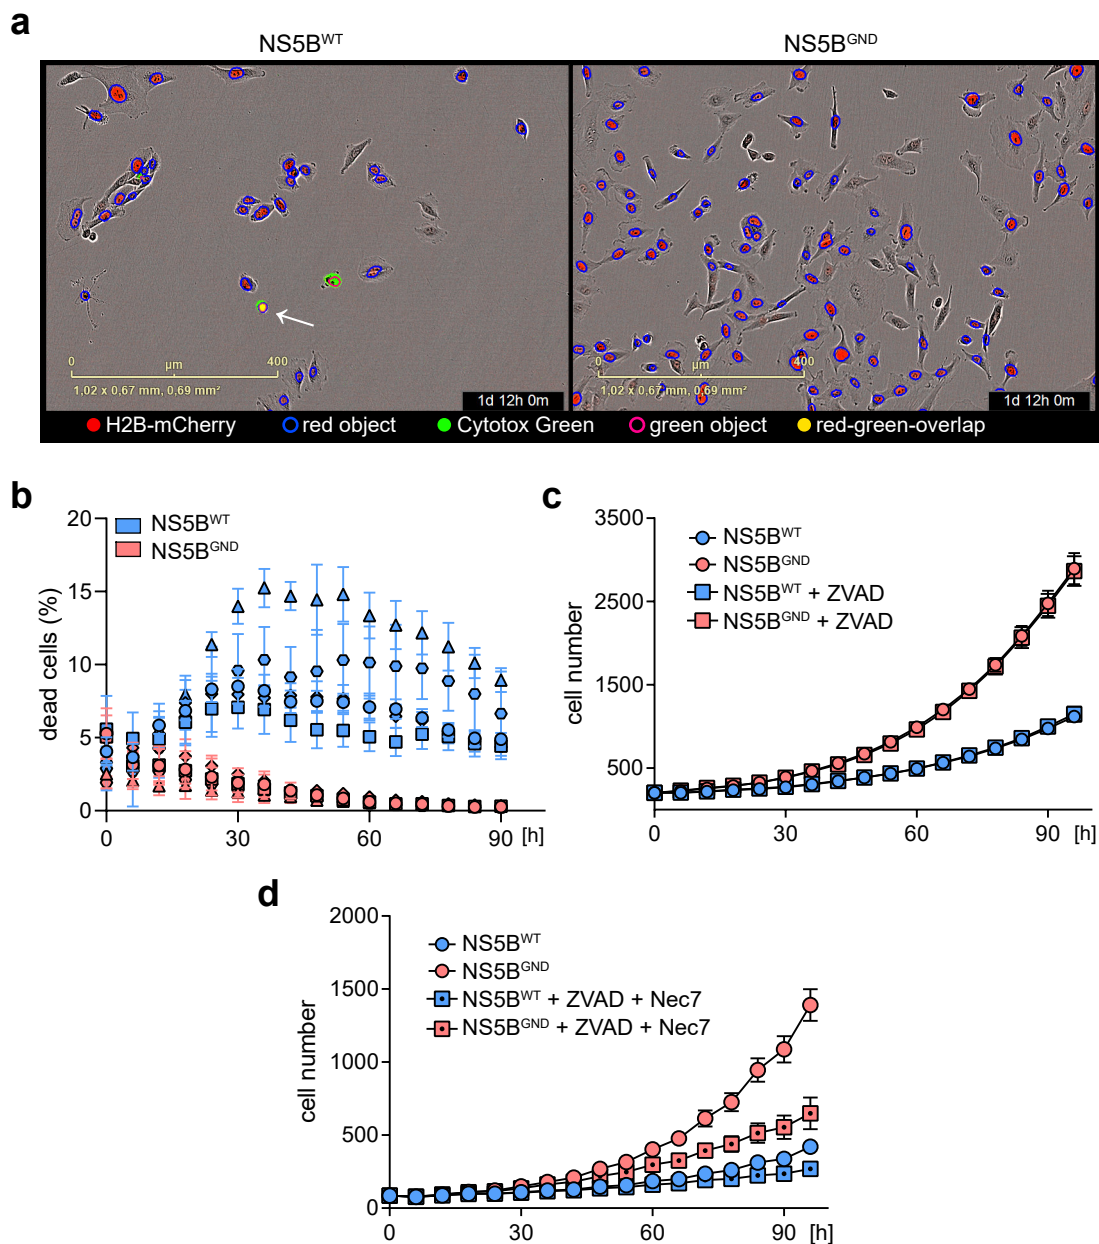 a
NS5BWT
NS5BGND
0 µm 400
1,02 x 0,67 mm, 0,69 mm²
1d 12h 0m
0 µm 400
1,02 x 0,67 mm, 0,69 mm²
1d 12h 0m
H2B-mCherry red object Cytotox Green green object red-green-overlap
b
dead cells (%)
20
15
10
5
0
0 30 60 90 [h]
NS5BWT
NS5BGND
c
cell number
3500
2500
1500
500
0 30 60 90 [h]
NS5BWT
NS5BGND
NS5BWT + ZVAD
NS5BGND + ZVAD
d
cell number
2000
1500
1000
500
0
0 30 60 90 [h]
NS5BWT
NS5BGND
NS5BWT + ZVAD + Nec7
NS5BGND + ZVAD + Nec7